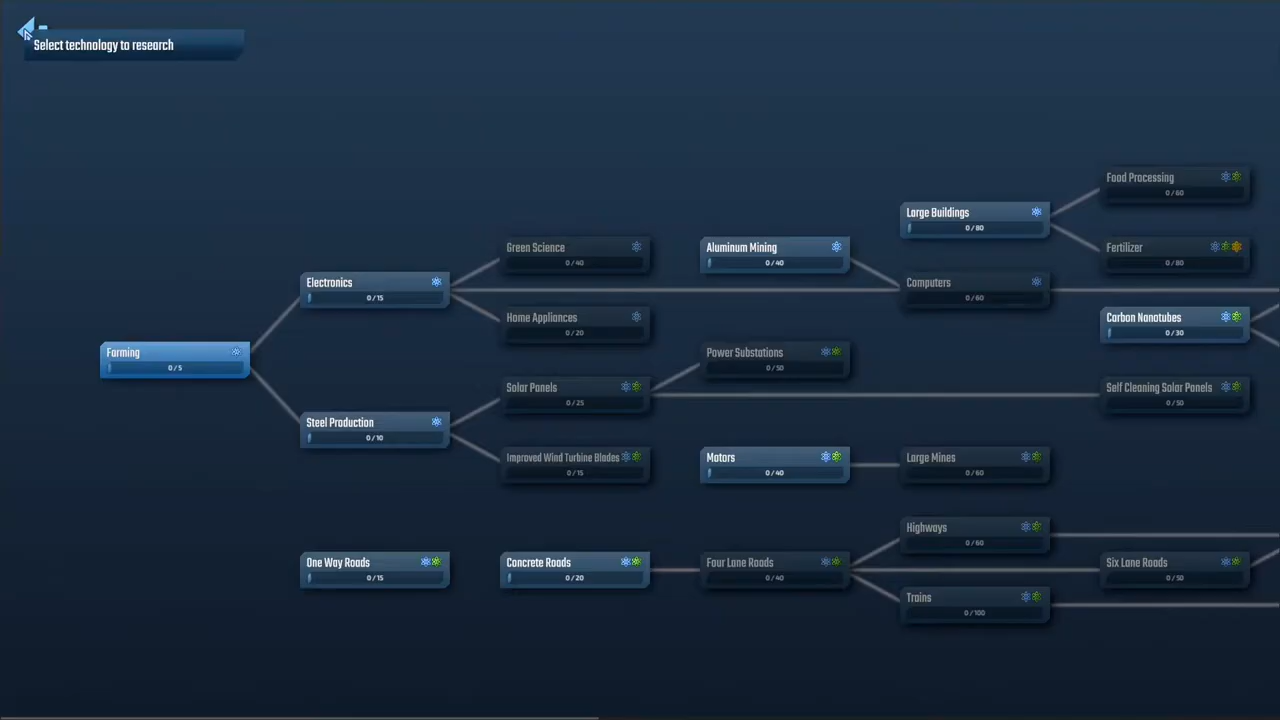 Select technology to research
Food Processing
0/60
Large Buildings
0/80
Green Science
0/40
Aluminum Mining
0/40
Fertilizer
0/80
Electronics
0/15
Computers
0/60
Home Appliances
0/20
Carbon Nanotubes
0/30
Farming
0/5
Power Substations
0/50
Solar Panels
0/25
Self Cleaning Solar Panels
0/50
Steel Production
0/10
Improved Wind Turbine Blades
0/15
Motors
0/40
Large Mines
0/60
Highways
0/60
One Way Roads
0/15
Concrete Roads
0/20
Four Lane Roads
0/40
Six Lane Roads
0/50
Trains
0/100